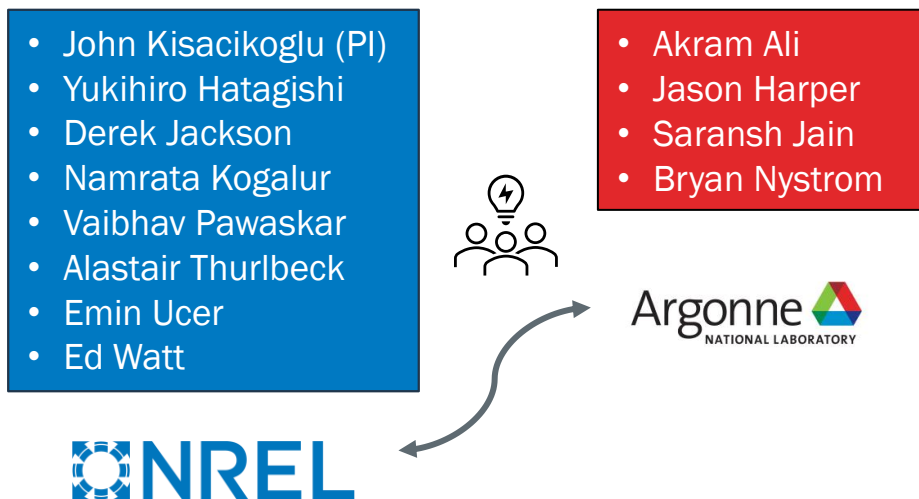 • John Kisacikoglu (PI)
• Yukihiro Hatagishi
• Derek Jackson
• Namrata Kogalur
• Vaibhav Pawaskar
• Alastair Thurlbeck
• Emin Ucer
• Ed Watt
NREL
• Akram Ali
• Jason Harper
• Saransh Jain
• Bryan Nystrom
Argonne
NATIONAL LABORATORY